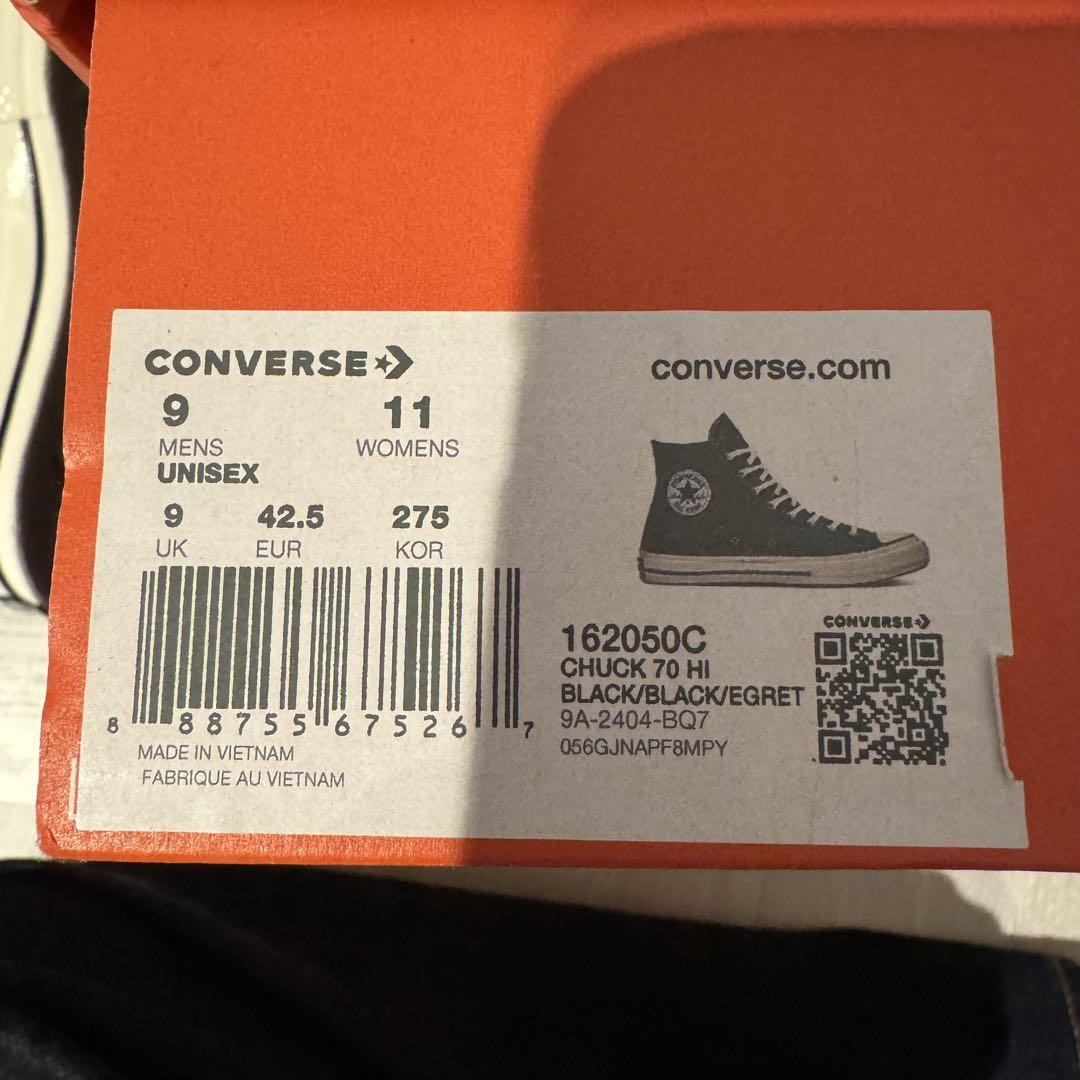 CONVERSE
9 11
MENS WOMENS
UNISEX
9 42.5 275
UK EUR KOR
8 88755 67526 7
MADE IN VIETNAM
FABRIQUE AU VIETNAM
converse.com
162050C
CHUCK 70 HI
BLACK/BLACK/EGRET
9A-2404-BQ7
056GJNAPF8MPY
CONVERSE